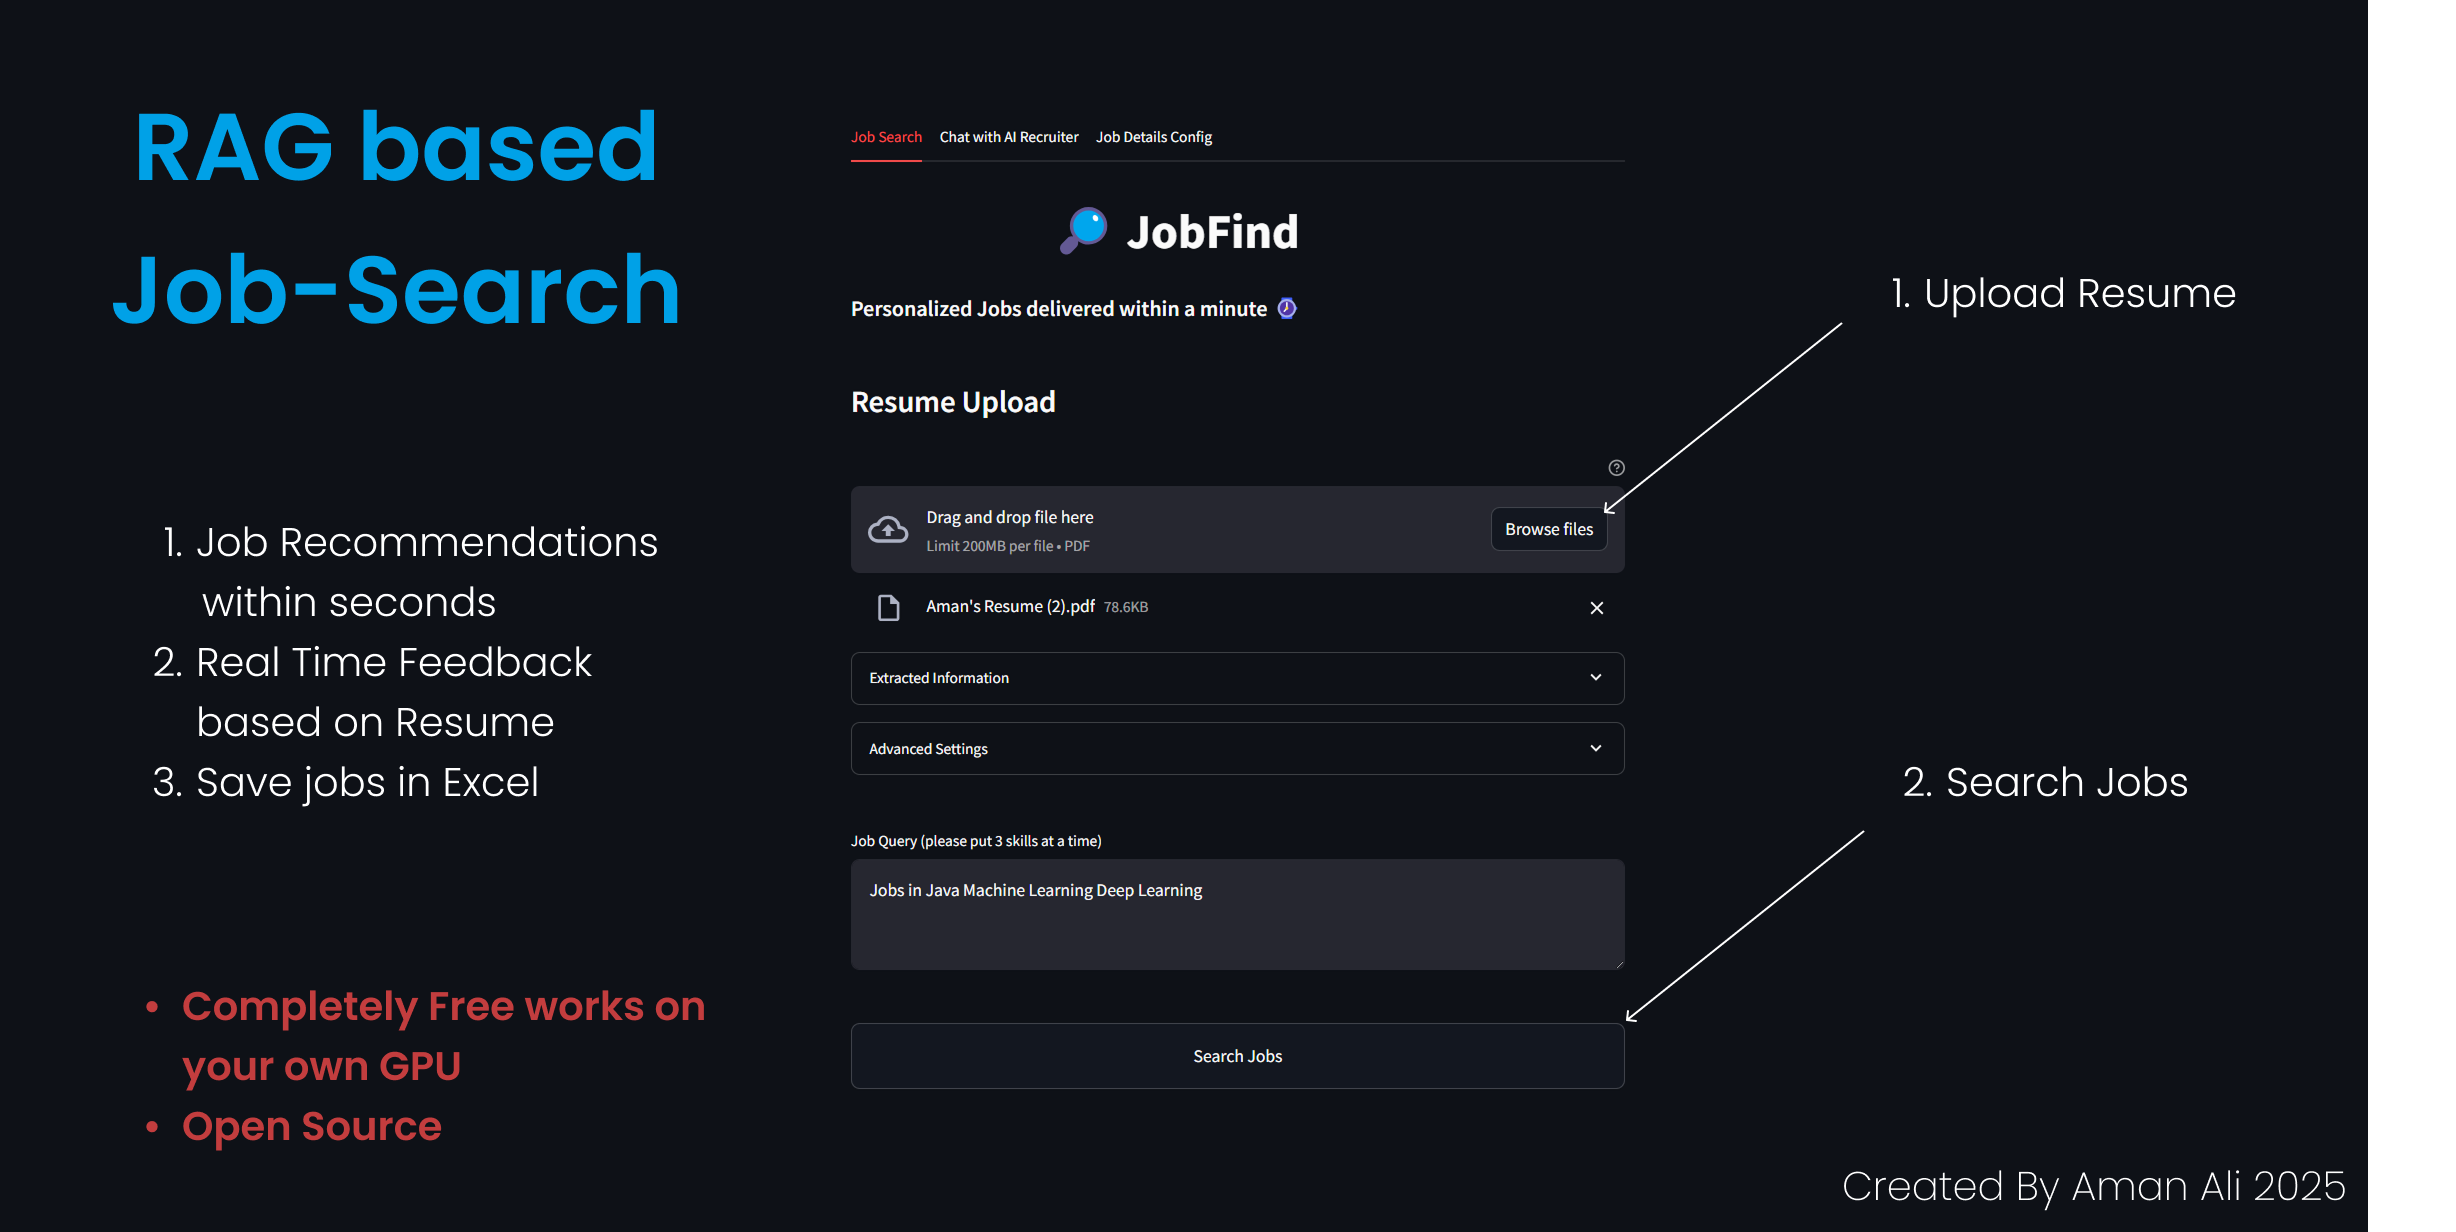 RAG based
Job-Search
1. Job Recommendations
within seconds
2. Real Time Feedback
based on Resume
3. Save jobs in Excel
• Completely Free works on
your own GPU
• Open Source
Job Search Chat with AI Recruiter Job Details Config
JobFind
Personalized Jobs delivered within a minute
Resume Upload
Drag and drop file here
Limit 200MB per file • PDF
Browse files
Aman's Resume (2).pdf 78.6KB
Extracted Information
Advanced Settings
Job Query (please put 3 skills at a time)
Jobs in Java Machine Learning Deep Learning
Search Jobs
1. Upload Resume
2. Search Jobs
Created By Aman Ali 2025